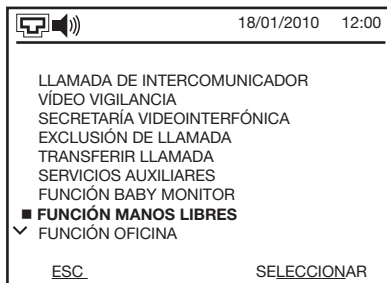 18/01/2010 12:00
LLAMADA DE INTERCOMUNICADOR
VÍDEO VIGILANCIA
SECRETARÍA VIDEOINTERFÓNICA
EXCLUSIÓN DE LLAMADA
TRANSFERIR LLAMADA
SERVICIOS AUXILIARES
FUNCIÓN BABY MONITOR
FUNCIÓN MANOS LIBRES
FUNCIÓN OFICINA
ESC SELECCIONAR